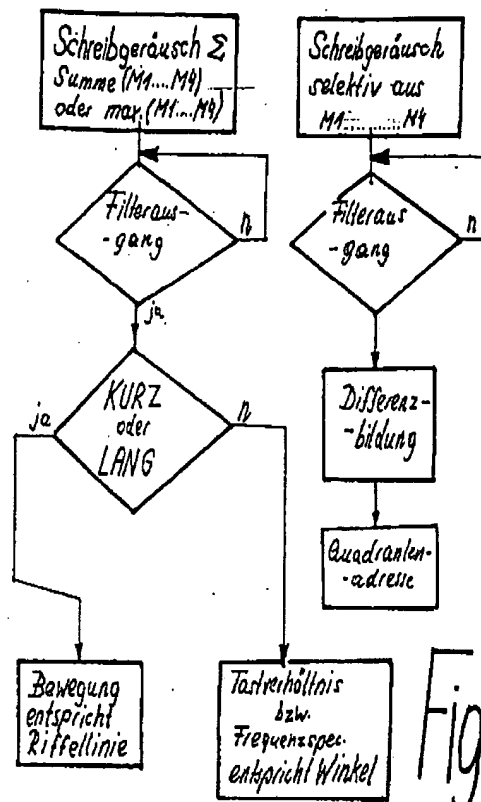 Schreibgeräusch Σ
Summe (M1....M4)
oder max (M1....M4)
Filteraus-
-gang
n
ja
KURZ
oder
LANG
ja
n
Bewegung
entspricht
Riffellinie
Tastverhältnis
bzw.
Frequenzspec.
entspricht Winkel
Schreibgeräusch
selektiv aus
M1..........M4
Filteraus
-gang
n
Differenz-
-bildung
Quadranten-
-adresse
Fig